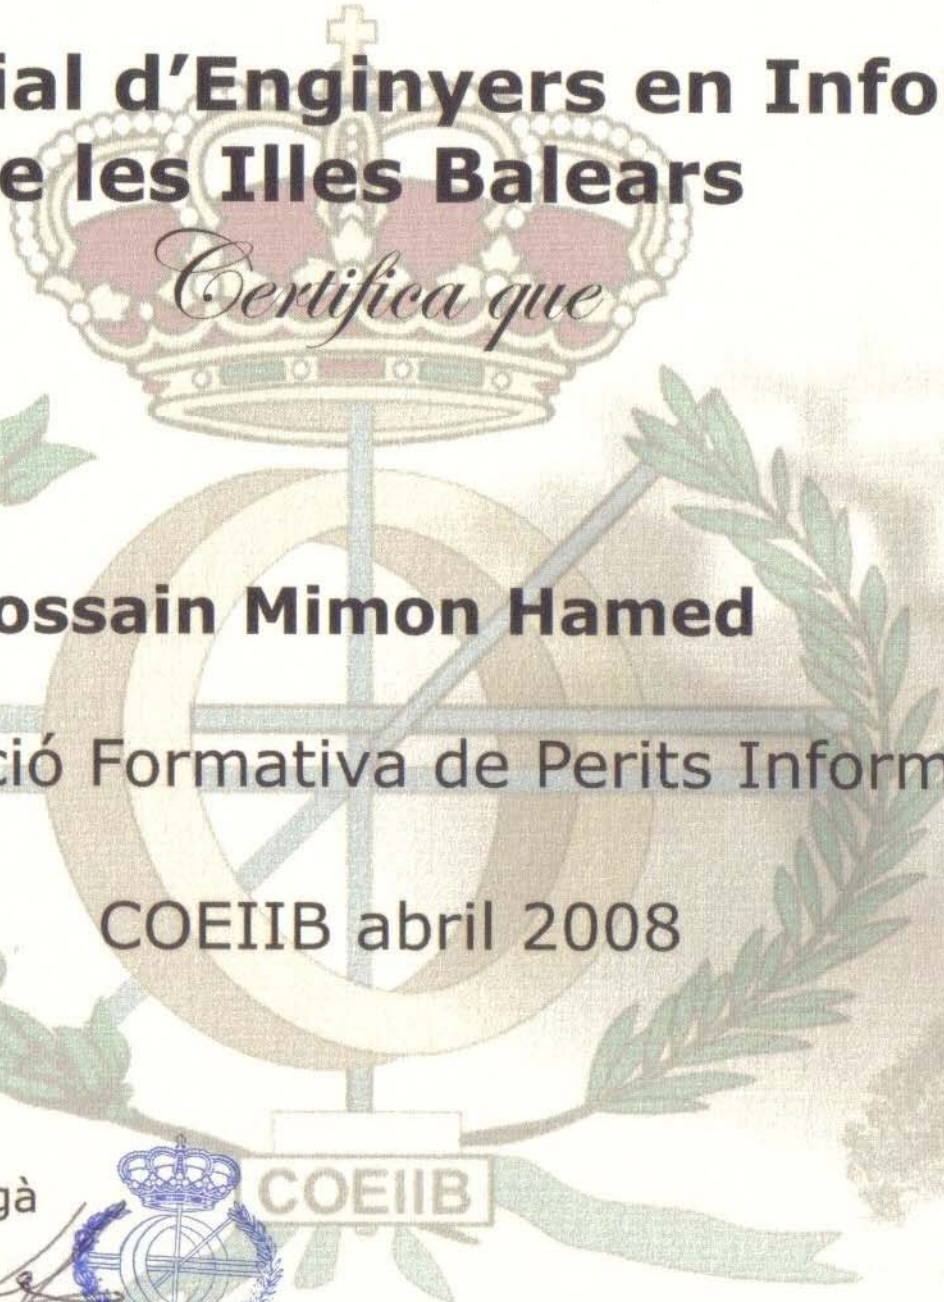 ial d'Enginyers en Info
e les Illes Balears
Certifica que
ossain Mimon Hamed
ció Formativa de Perits Inform
COEIIB abril 2008
gà
COEIIB